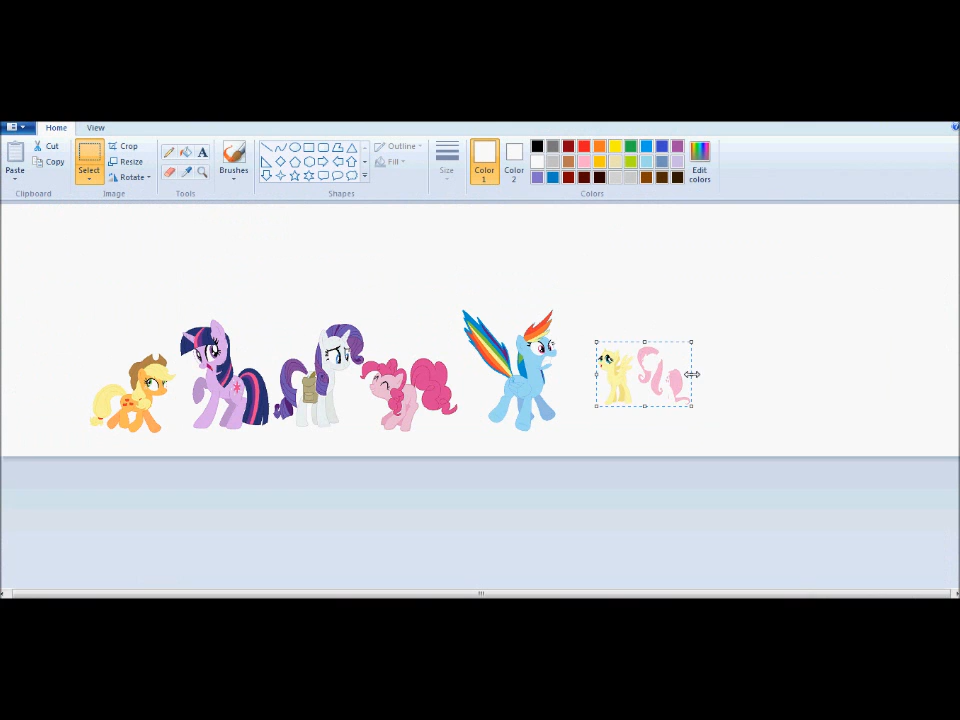 Home View
Cut
Copy
Paste
Clipboard
Select
Crop
Resize
Rotate
Image
A
Tools
Brushes
Outline
Fill
Shapes
Size
Color
1
Color
2
Colors
Edit
colors